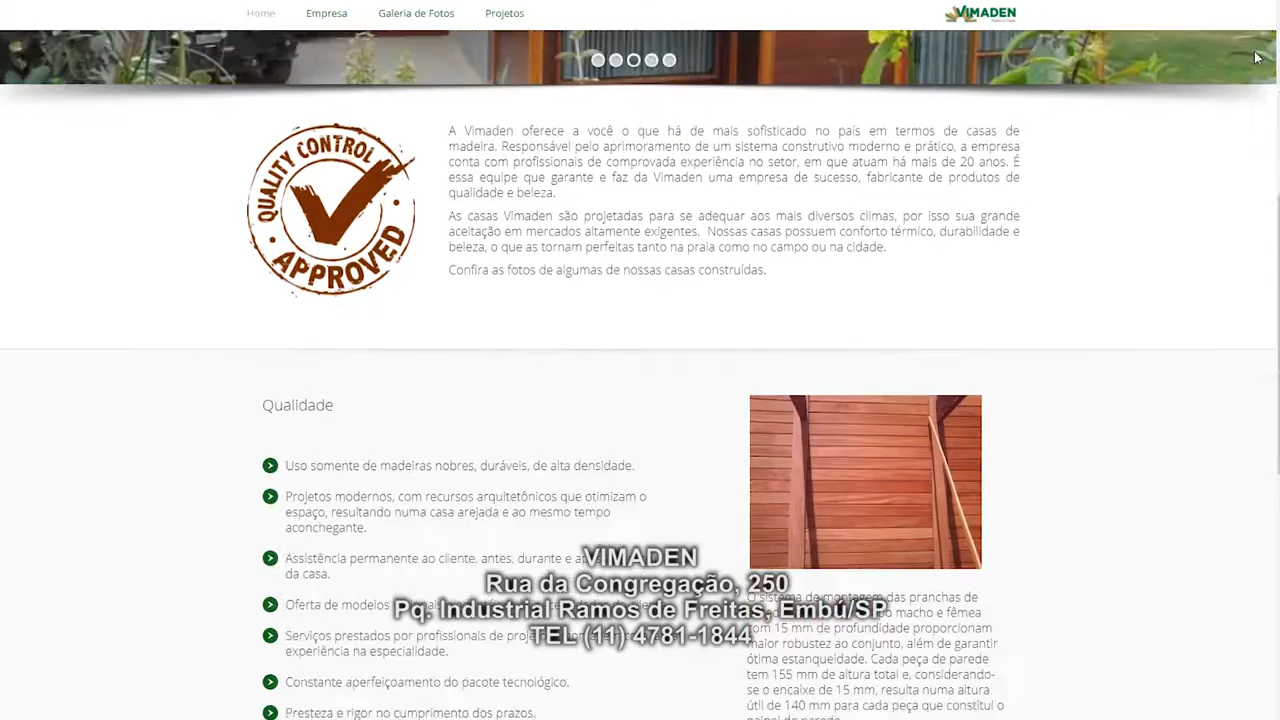 Home Empresa Galeria de Fotos Projetos
VIMADEN
QUALITY CONTROL
APPROVED
A Vimaden oferece a você o que há de mais sofisticado no país em termos de casas de
madeira. Responsável pelo aprimoramento de um sistema construtivo moderno e prático, a empresa
conta com profissionais de comprovada experiência no setor, em que atuam há mais de 20 anos. É
essa equipe que garante e faz da Vimaden uma empresa de sucesso, fabricante de produtos de
qualidade e beleza.
As casas Vimaden são projetadas para se adequar aos mais diversos climas, por isso sua grande
aceitação em mercados altamente exigentes. Nossas casas possuem conforto térmico, durabilidade e
beleza, o que as tornam perfeitas tanto na praia como no campo ou na cidade.
Confira as fotos de algumas de nossas casas construídas.
Qualidade
Uso somente de madeiras nobres, duráveis, de alta densidade.
Projetos modernos, com recursos arquitetônicos que otimizam o
espaço, resultando numa casa arejada e ao mesmo tempo
aconchegante.
Assistência permanente ao cliente, antes, durante e
da casa.
Oferta de modelos
Serviços prestados por profissionais de
experiência na especialidade.
Constante aperfeiçoamento do pacote tecnológico.
Presteza e rigor no cumprimento dos prazos.
O sistema de montagem das pranchas de
macho e fêmea
com 15 mm de profundidade proporcionam
maior robustez ao conjunto, além de garantir
ótima estanqueidade. Cada peça de parede
tem 155 mm de altura total e, considerando-
se o encaixe de 15 mm, resulta numa altura
útil de 140 mm para cada peça que constitui o
VIMADEN
Rua da Congregação, 250
Pq. Industrial Ramos de Freitas, Embú/SP
TEL (11) 4781-1844